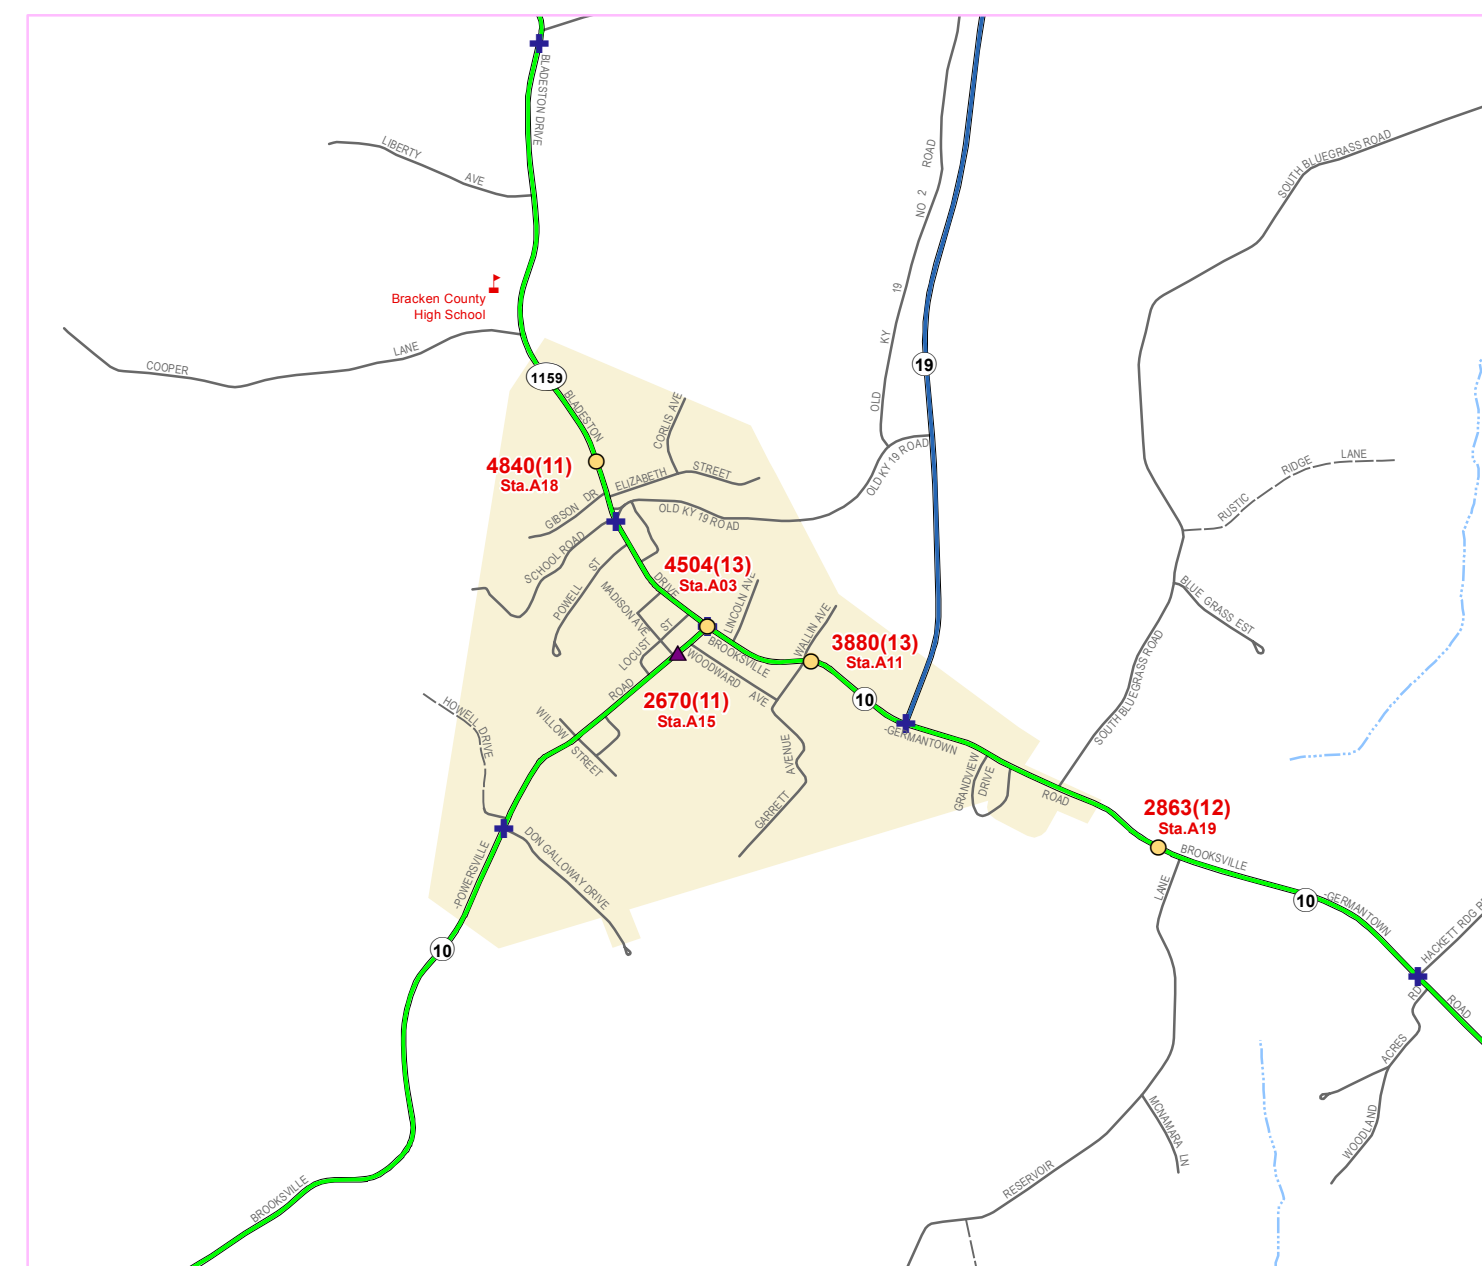 BLADESTON DRIVE
LIBERTY
AVE
SOUTH BLUEGRASS ROAD
OLD KY 19 NO 2 ROAD
Bracken County
High School
COOPER
LANE
1159
19
BLADESTON
CORLIS AVE
4840(11)
Sta.A18
ELIZABETH
STREET
GIBSON DR
OLD KY 19 ROAD
OLD KY 19 ROAD
RUSTIC
RIDGE
LANE
SCHOOL ROAD
POWELL
ST
4504(13)
Sta.A03
DRIVE
MADISON AVE
LINCOLN AVE
WALLIN AVE
BLUE GRASS EST
LOCUST
ST
BROOKSVILLE
3880(13)
Sta.A11
WOODWARD
AVE
ROAD
2670(11)
Sta.A15
10
-GERMANTOWN
SOUTH BLUEGRASS ROAD
HOWELL DRIVE
WILLOW
STREET
GARRETT
AVENUE
GRANDVIEW
DRIVE
ROAD
2863(12)
Sta.A19
BROOKSVILLE
-POWERSVILLE
DON GALLOWAY DRIVE
LANE
10
-GERMANTOWN
10
HACKETT RDG
RD
ROAD
ACRES
WOODLAND
MCNAMARA LN
RESERVOIR
BROOKSVILLE